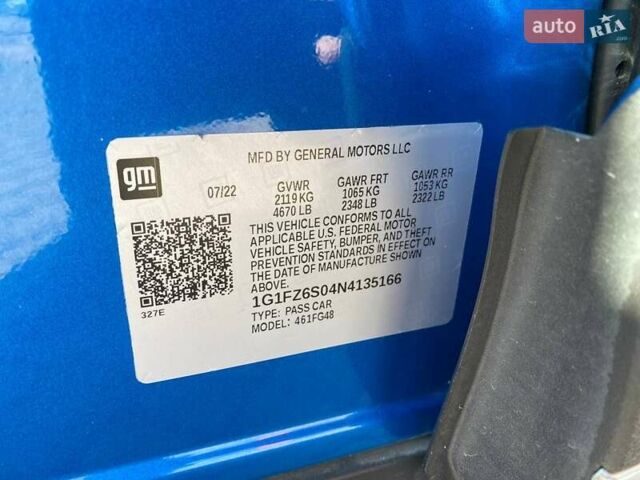 auto RIA .com
MFD BY GENERAL MOTORS LLC
gm
07/22 GVWR GAWR FRT GAWR RR
2119 KG 1065 KG 1053 KG
4670 LB 2348 LB 2322 LB
THIS VEHICLE CONFORMS TO ALL
APPLICABLE U.S. FEDERAL MOTOR
VEHICLE SAFETY, BUMPER, AND THEFT
PREVENTION STANDARDS IN EFFECT ON
THE DATE OF MANUFACTURE SHOWN
ABOVE.
327E
1G1FZ6S04N4135166
TYPE: PASS CAR
MODEL: 461FG48